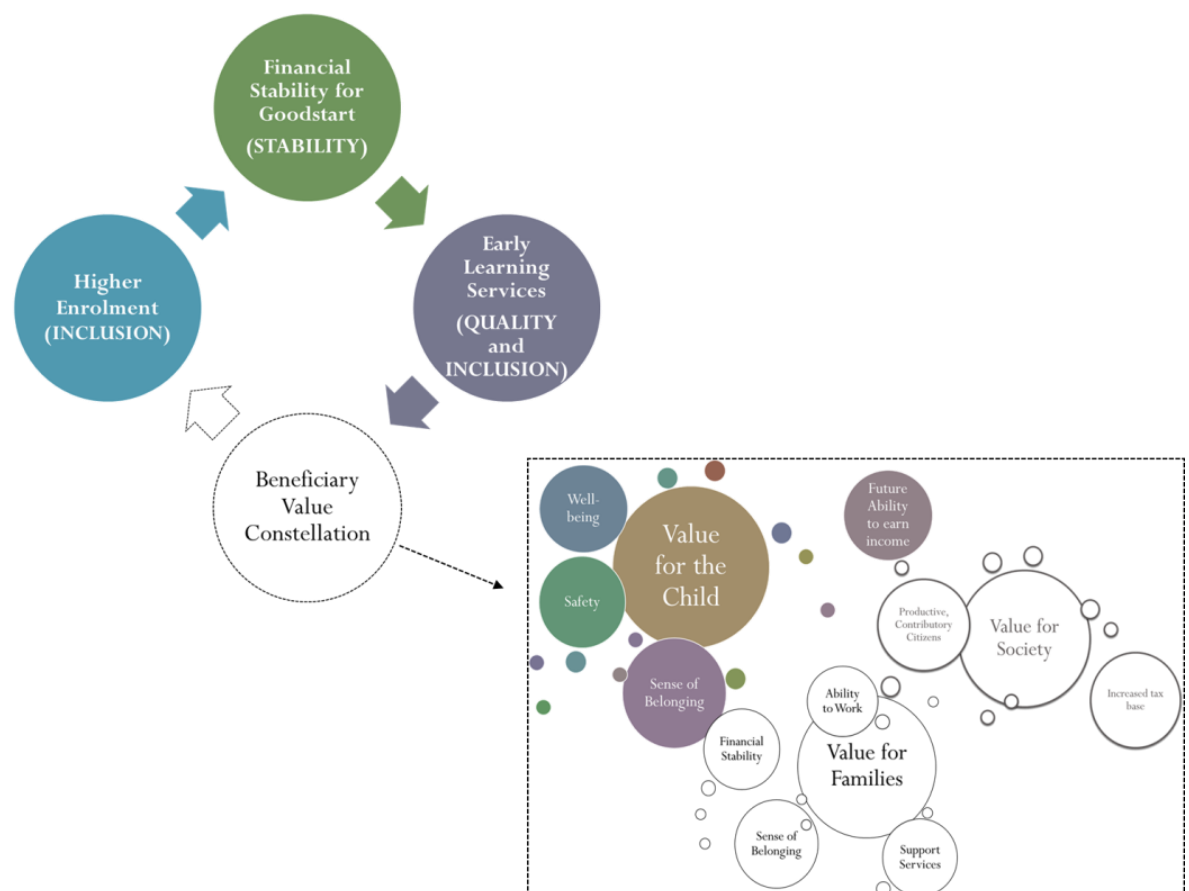 Financial
Stability for
Goodstart
(STABILITY)
Higher
Enrolment
(INCLUSION)
Early
Learning
Services
(QUALITY
and
INCLUSION)
Beneficiary
Value
Constellation
Well-
being
Value
for the
Child
Future
Ability
to earn
income
Safety
Productive,
Contributory
Citizens
Value for
Society
Sense of
Belonging
Ability
to Work
Increased tax
base
Financial
Stability
Value for
Families
Sense of
Belonging
Support
Services